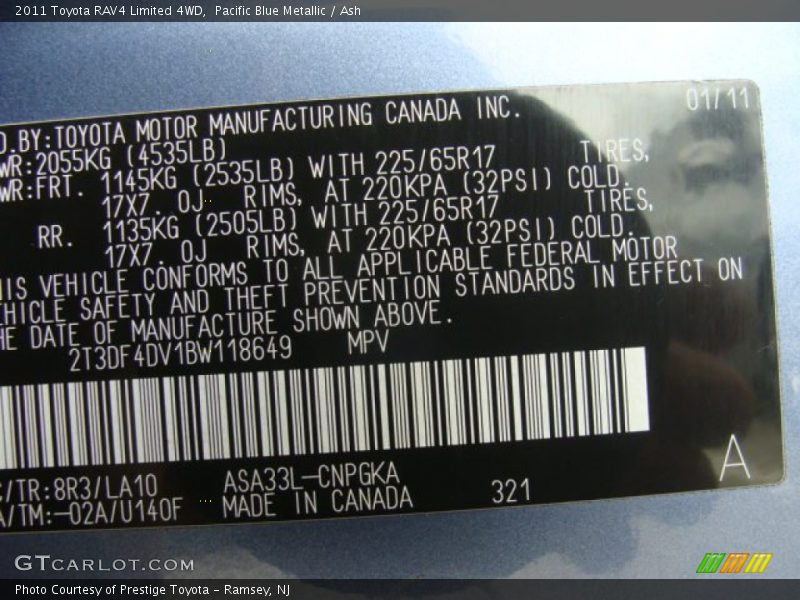 2011 Toyota RAV4 Limited 4WD, Pacific Blue Metallic / Ash
01/11
D.BY:TOYOTA MOTOR MANUFACTURING CANADA INC.
WR:2055KG (4535LB)
WR:FRT. 1145KG (2535LB) WITH 225/65R17 TIRES,
17X7.0J RIMS, AT 220KPA (32PSI) COLD.
RR. 1135KG (2505LB) WITH 225/65R17 TIRES,
17X7.0J RIMS, AT 220KPA (32PSI) COLD.
IS VEHICLE CONFORMS TO ALL APPLICABLE FEDERAL MOTOR
HICLE SAFETY AND THEFT PREVENTION STANDARDS IN EFFECT ON
HE DATE OF MANUFACTURE SHOWN ABOVE.
2T3DF4DV1BW118649 MPV
A
C/TR:8R3/LA10 ASA33L-CNPGKA
A/TM:-02A/U140F MADE IN CANADA 321
GTCARLOT.COM
Photo Courtesy of Prestige Toyota - Ramsey, NJ